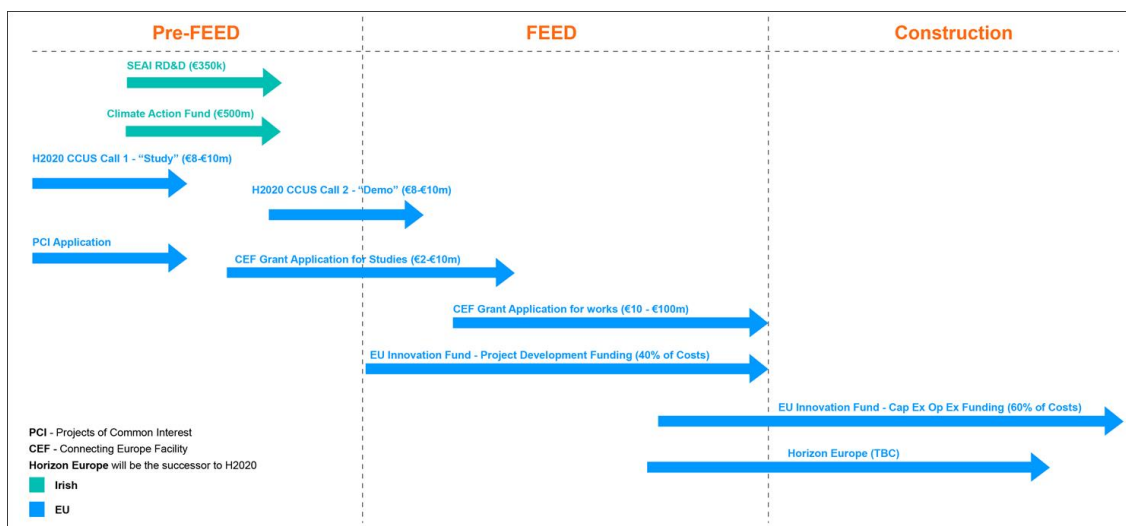 Pre-FEED
FEED
Construction
SEAI RD&D (€350k)
Climate Action Fund (€500m)
H2020 CCUS Call 1 - “Study” (€8-€10m)
H2020 CCUS Call 2 - “Demo” (€8-€10m)
PCI Application
CEF Grant Application for Studies (€2-€10m)
CEF Grant Application for works (€10 - €100m)
EU Innovation Fund - Project Development Funding (40% of Costs)
EU Innovation Fund - Cap Ex Op Ex Funding (60% of Costs)
Horizon Europe (TBC)
PCI - Projects of Common Interest
CEF - Connecting Europe Facility
Horizon Europe will be the successor to H2020
Irish
EU